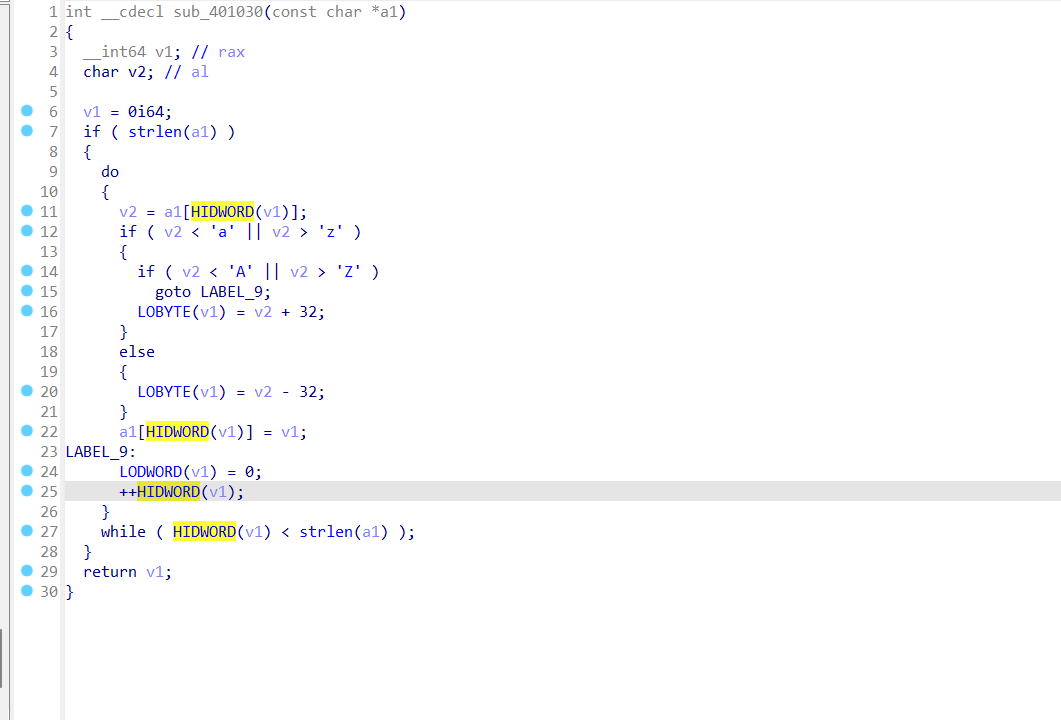 1 int __cdecl sub_401030(const char *a1)
2 {
3   __int64 v1; // rax
4   char v2; // al
5
6   v1 = 0i64;
7   if ( strlen(a1) )
8   {
9     do
10     {
11       v2 = a1[HIDWORD(v1)];
12       if ( v2 < 'a' || v2 > 'z' )
13       {
14         if ( v2 < 'A' || v2 > 'Z' )
15           goto LABEL_9;
16         LOBYTE(v1) = v2 + 32;
17       }
18       else
19       {
20         LOBYTE(v1) = v2 - 32;
21       }
22       a1[HIDWORD(v1)] = v1;
23 LABEL_9:
24       LODWORD(v1) = 0;
25       ++HIDWORD(v1);
26     }
27     while ( HIDWORD(v1) < strlen(a1) );
28   }
29   return v1;
30 }